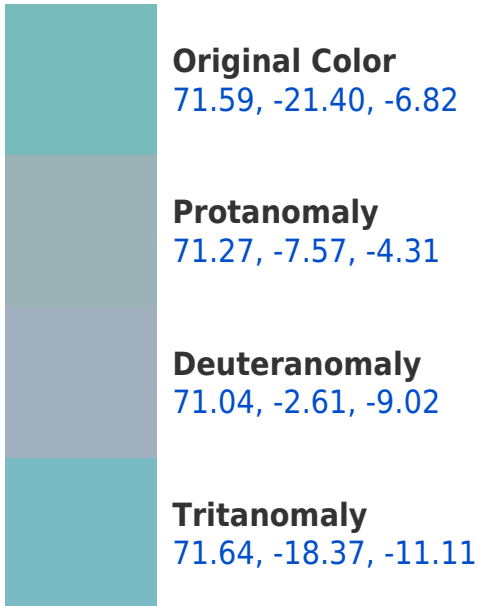 Original Color
71.59, -21.40, -6.82
Protanomaly
71.27, -7.57, -4.31
Deuteranomaly
71.04, -2.61, -9.02
Tritanomaly
71.64, -18.37, -11.11